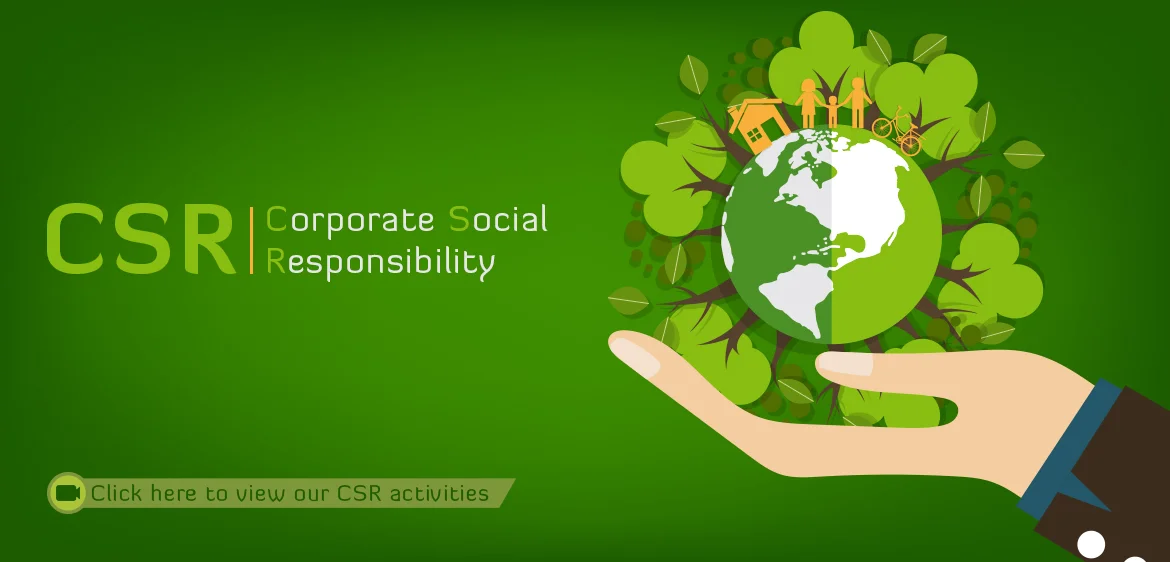 CSR
Corporate Social
Responsibility
Click here to view our CSR activities